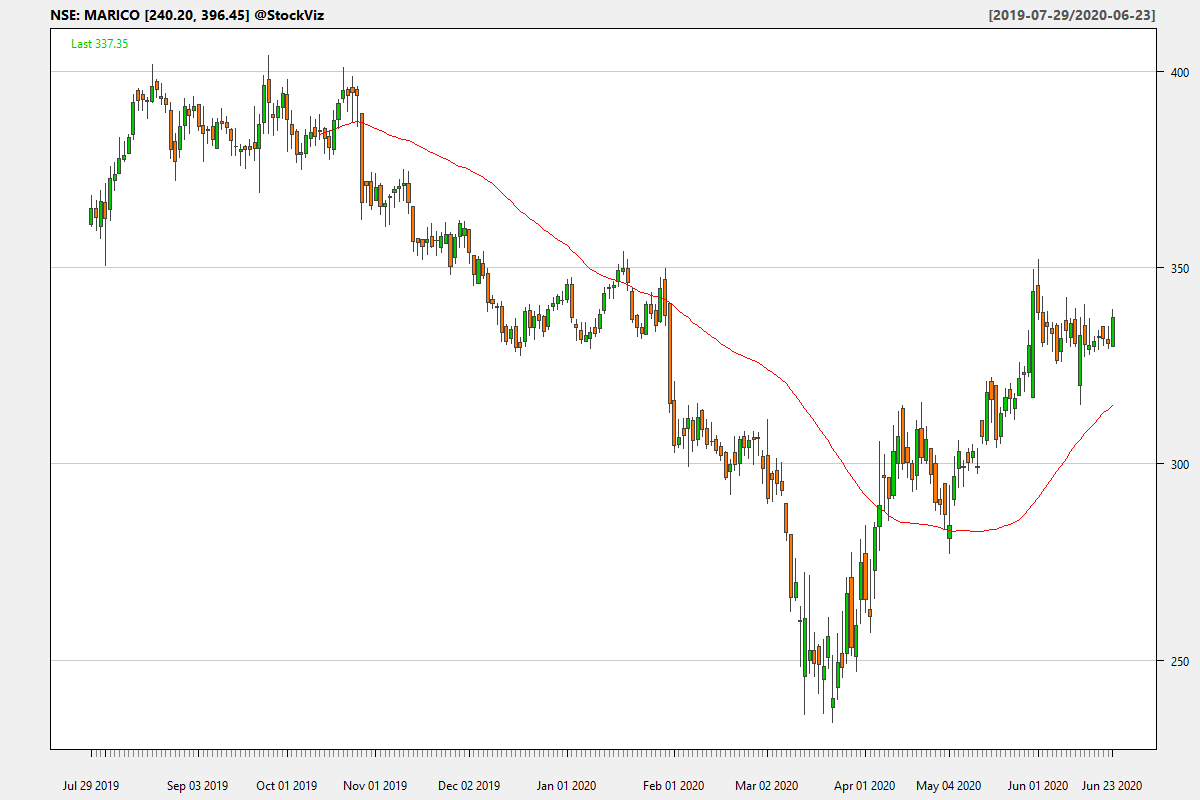 NSE: MARICO [240.20, 396.45] @StockViz
[2019-07-29/2020-06-23]
Last 337.35
400
350
300
250
Jul 29 2019
Sep 03 2019
Oct 01 2019
Nov 01 2019
Dec 02 2019
Jan 01 2020
Feb 01 2020
Mar 02 2020
Apr 01 2020
May 04 2020
Jun 01 2020
Jun 23 2020